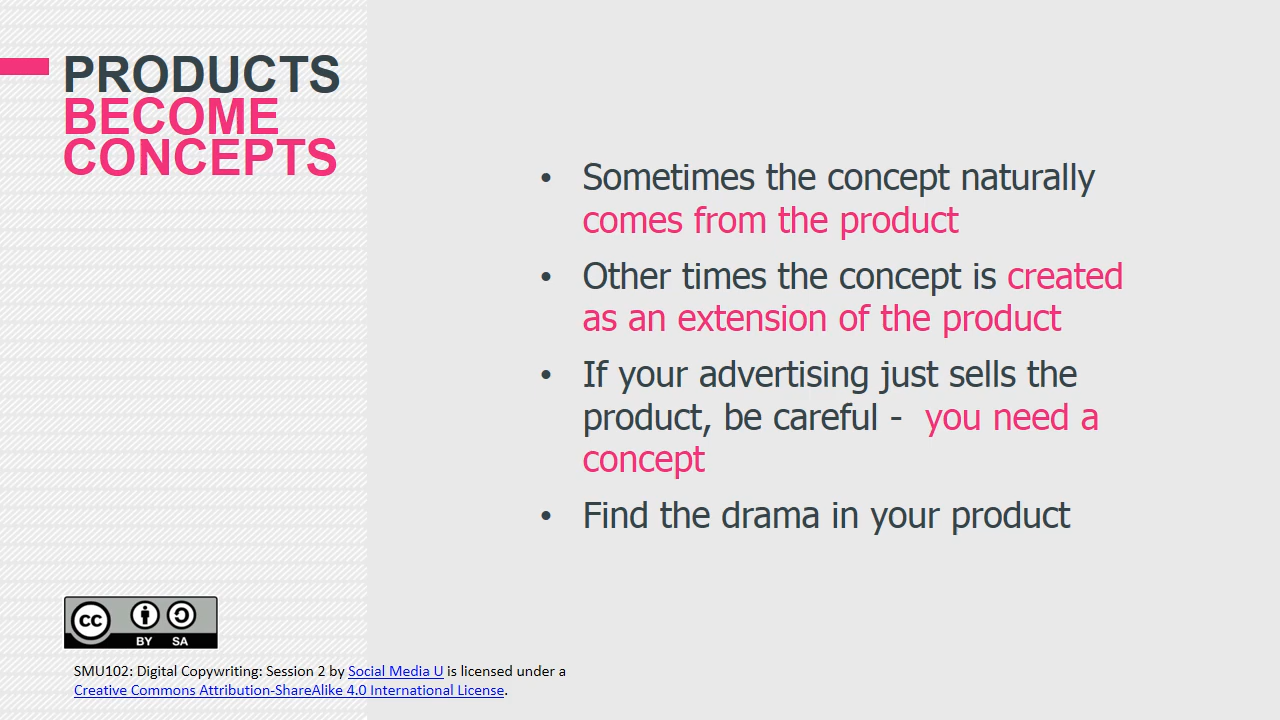 PRODUCTS
BECOME
CONCEPTS
• Sometimes the concept naturally
comes from the product
• Other times the concept is created
as an extension of the product
• If your advertising just sells the
product, be careful -  you need a
concept
• Find the drama in your product
cc
BY SA
SMU102: Digital Copywriting: Session 2 by Social Media U is licensed under a
Creative Commons Attribution-ShareAlike 4.0 International License.